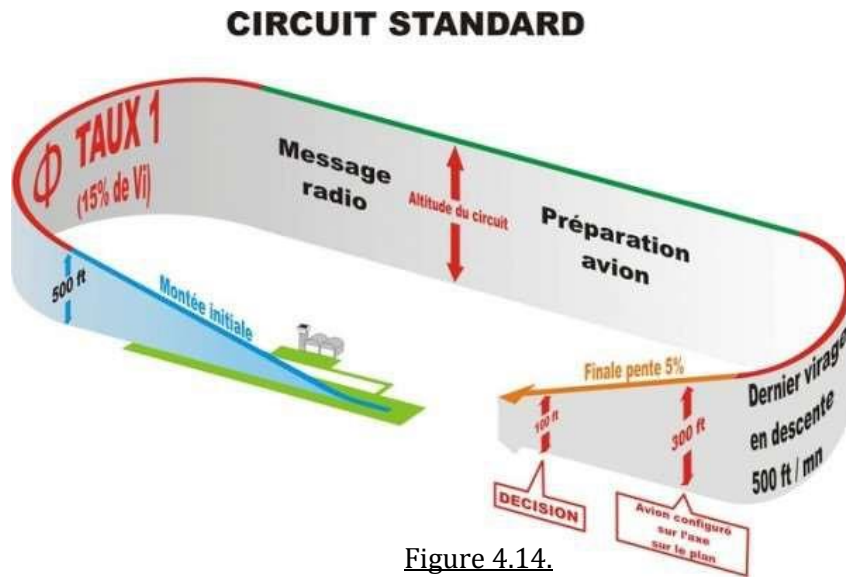 CIRCUIT STANDARD
Φ TAUX 1
(15% de Vi)
Message
radio
Altitude du circuit
Préparation
avion
500 ft
Montée initiale
Finale pente 5%
100 ft
300 ft
Dernier virage
en descente
500 ft / mn
DECISION
Avion configuré
sur l'axe
sur le plan
Figure 4.14.